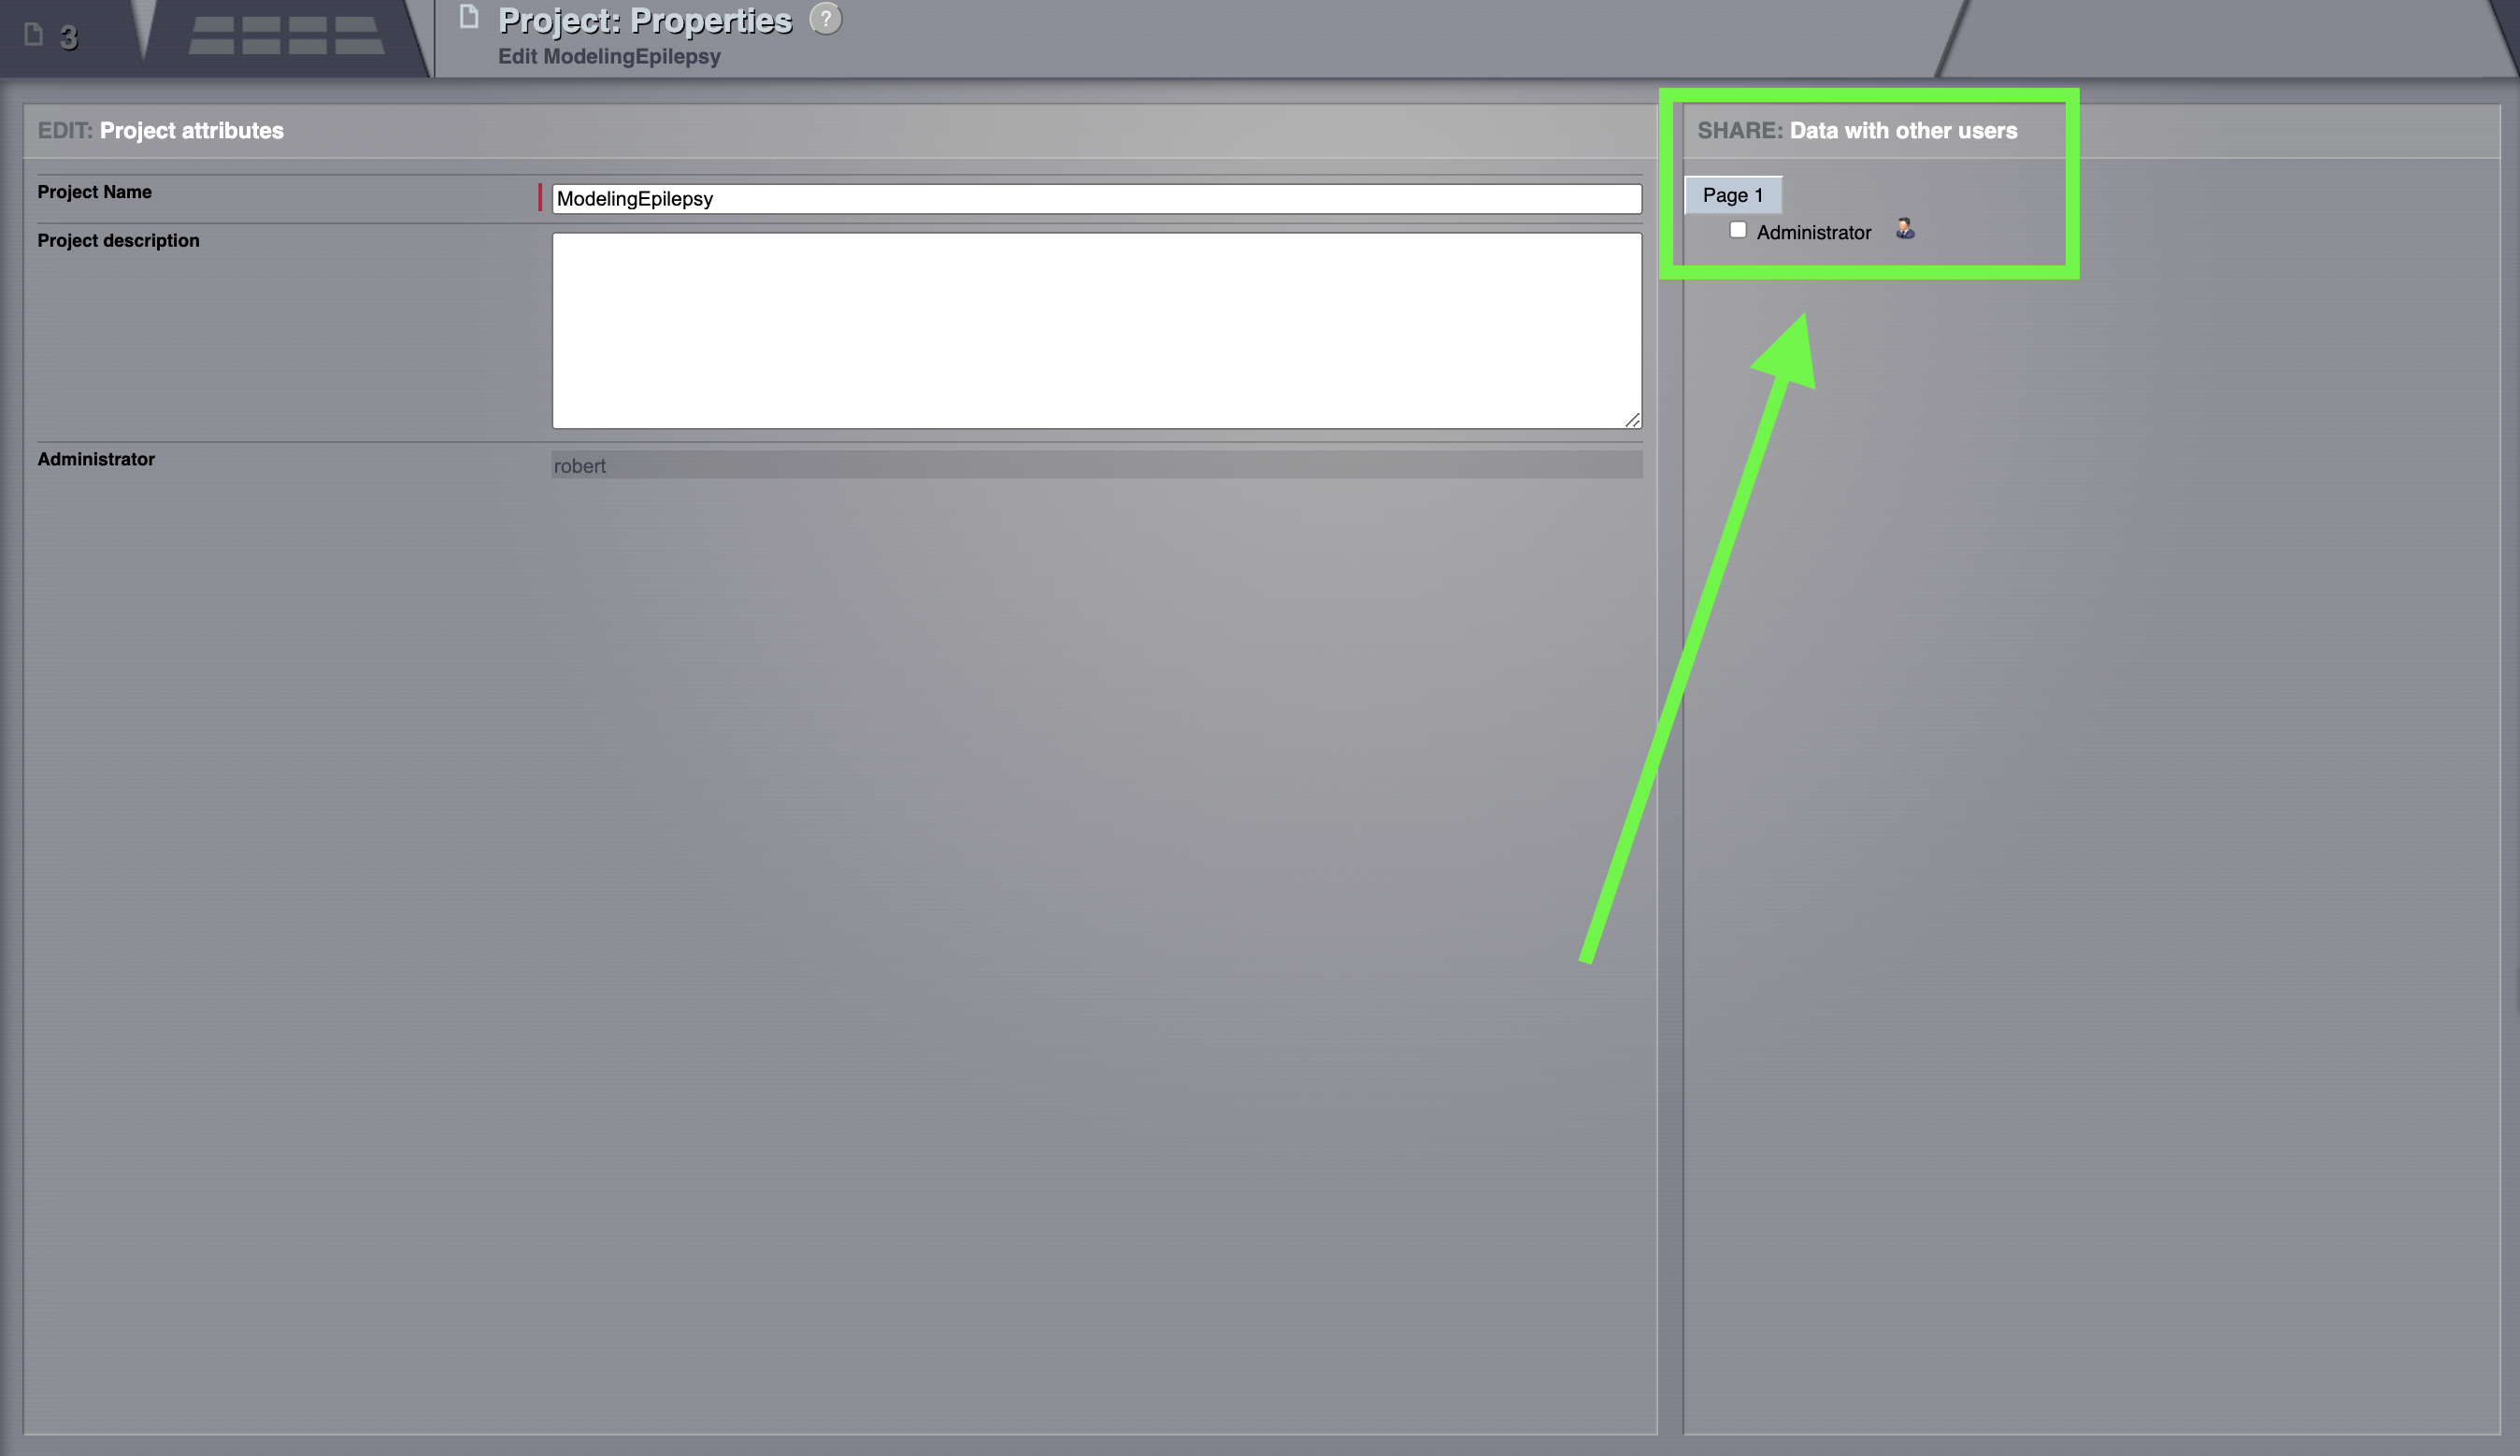 3
Project: Properties ?
Edit ModelingEpilepsy
EDIT: Project attributes
Project Name
ModelingEpilepsy
Project description
Administrator
robert
SHARE: Data with other users
Page 1
Administrator